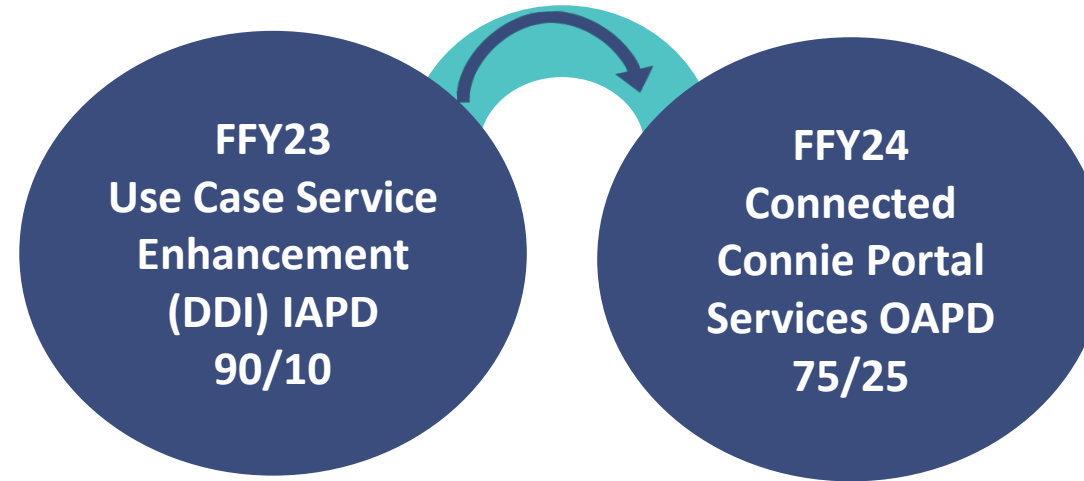 FFY23
Use Case Service
Enhancement
(DDI) IAPD
90/10
FFY24
Connected
Connie Portal
Services OAPD
75/25